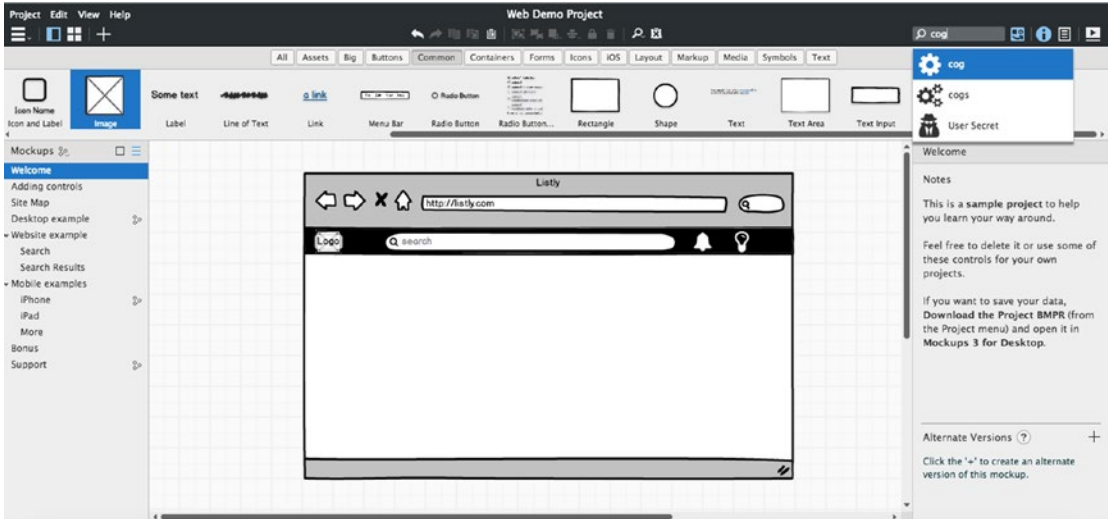 Project Edit View Help
Web Demo Project
cog
All Assets Big Buttons Common Containers Forms Icons iOS Layout Markup Media Symbols Text
cog
cogs
User Secret
Icon Name
Some text
a link
Radio Button
Icon and Label Image Label Line of Text Link Menu Bar Radio Button Radio Button... Rectangle Shape Text Text Area Text Input
Mockups
Welcome
Adding controls
Site Map
Desktop example
Website example
Search
Search Results
Mobile examples
iPhone
iPad
More
Bonus
Support
Listly
http://listly.com
Logo
search
Welcome
Notes
This is a sample project to help
you learn your way around.
Feel free to delete it or use some of
these controls for your own
projects.
If you want to save your data,
Download the Project BMPR (from
the Project menu) and open it in
Mockups 3 for Desktop.
Alternate Versions ?
Click the '+' to create an alternate
version of this mockup.